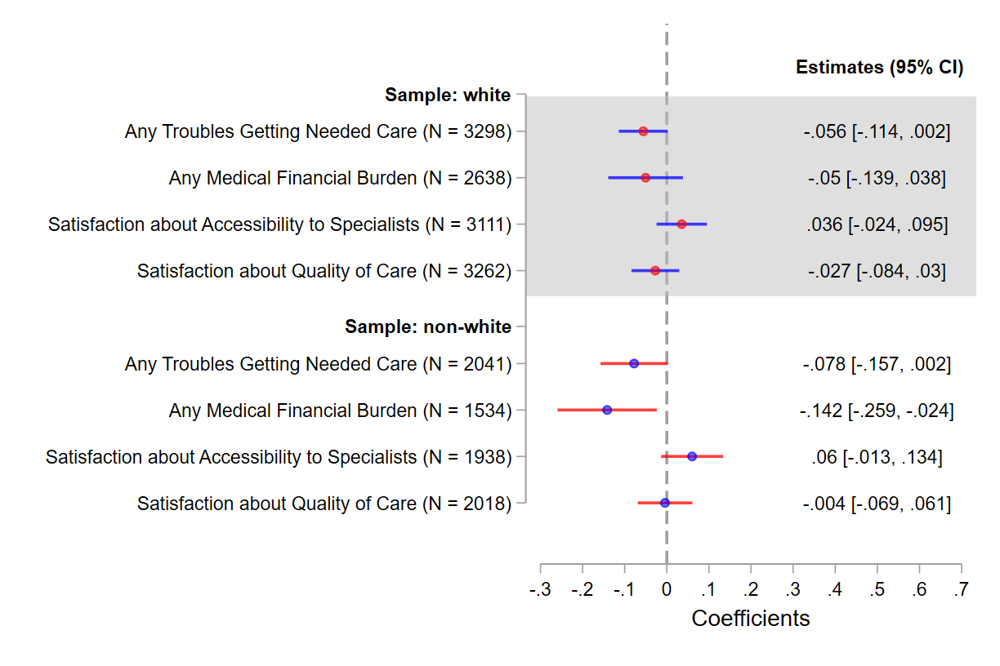 Estimates (95% CI)
Sample: white
Any Troubles Getting Needed Care (N = 3298) -.056 [-.114, .002]
Any Medical Financial Burden (N = 2638) -.05 [-.139, .038]
Satisfaction about Accessibility to Specialists (N = 3111) .036 [-.024, .095]
Satisfaction about Quality of Care (N = 3262) -.027 [-.084, .03]
Sample: non-white
Any Troubles Getting Needed Care (N = 2041) -.078 [-.157, .002]
Any Medical Financial Burden (N = 1534) -.142 [-.259, -.024]
Satisfaction about Accessibility to Specialists (N = 1938) .06 [-.013, .134]
Satisfaction about Quality of Care (N = 2018) -.004 [-.069, .061]
-.3 -.2 -.1 0 .1 .2 .3 .4 .5 .6 .7
Coefficients